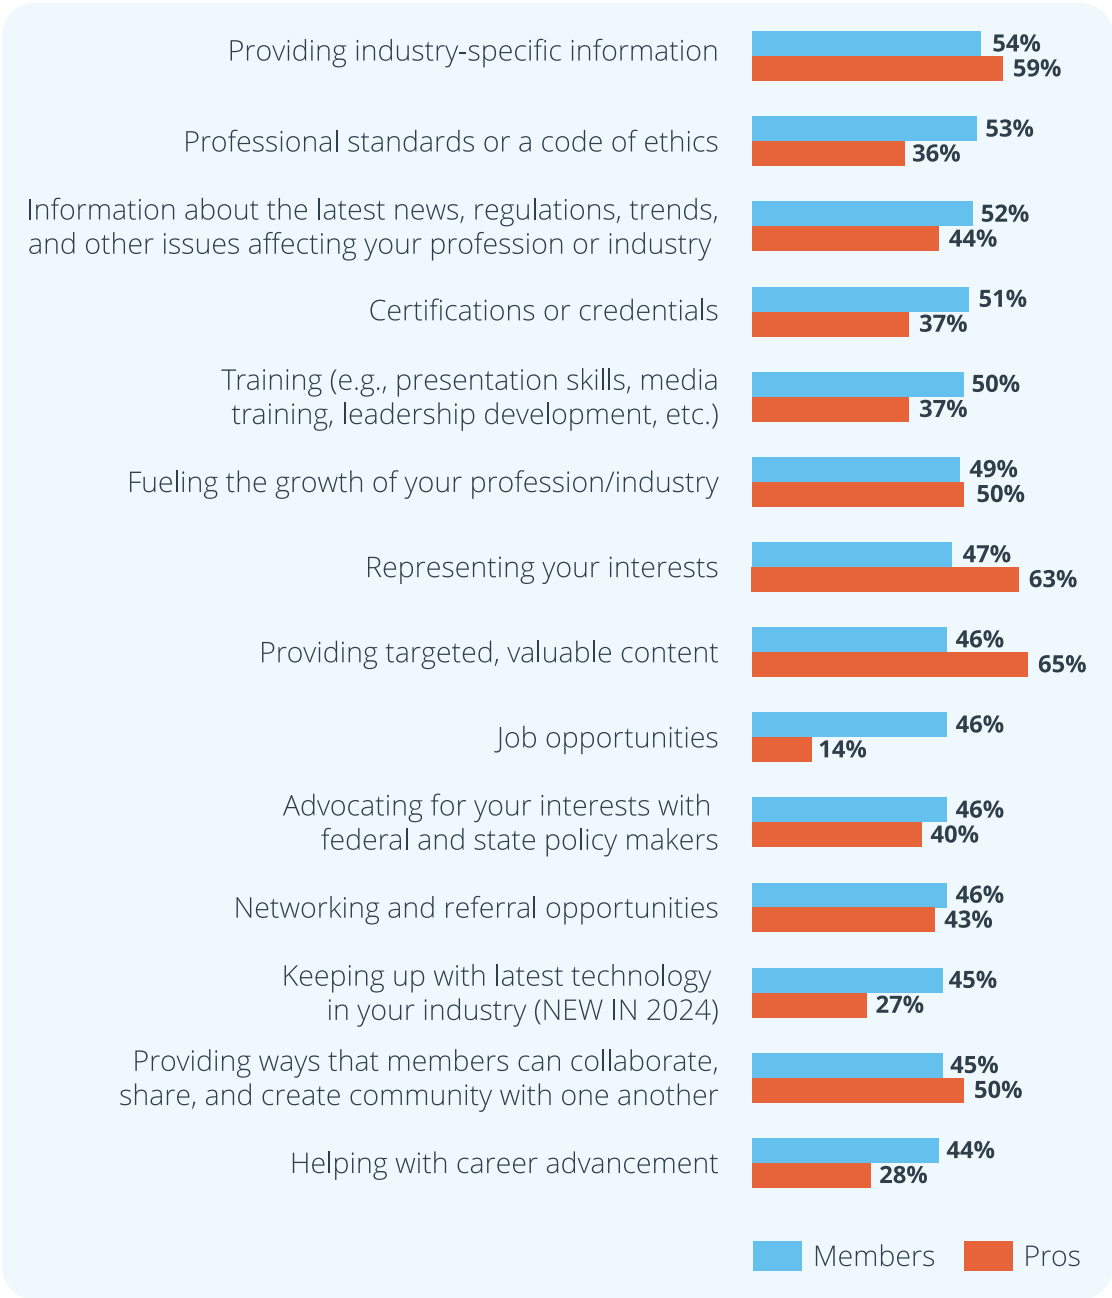 Providing industry-specific information
54%
59%
Professional standards or a code of ethics
53%
36%
Information about the latest news, regulations, trends,
and other issues affecting your profession or industry
52%
44%
Certifications or credentials
51%
37%
Training (e.g., presentation skills, media
training, leadership development, etc.)
50%
37%
Fueling the growth of your profession/industry
49%
50%
Representing your interests
47%
63%
Providing targeted, valuable content
46%
65%
Job opportunities
46%
14%
Advocating for your interests with
federal and state policy makers
46%
40%
Networking and referral opportunities
46%
43%
Keeping up with latest technology
in your industry (NEW IN 2024)
45%
27%
Providing ways that members can collaborate,
share, and create community with one another
45%
50%
Helping with career advancement
44%
28%
Members
Pros